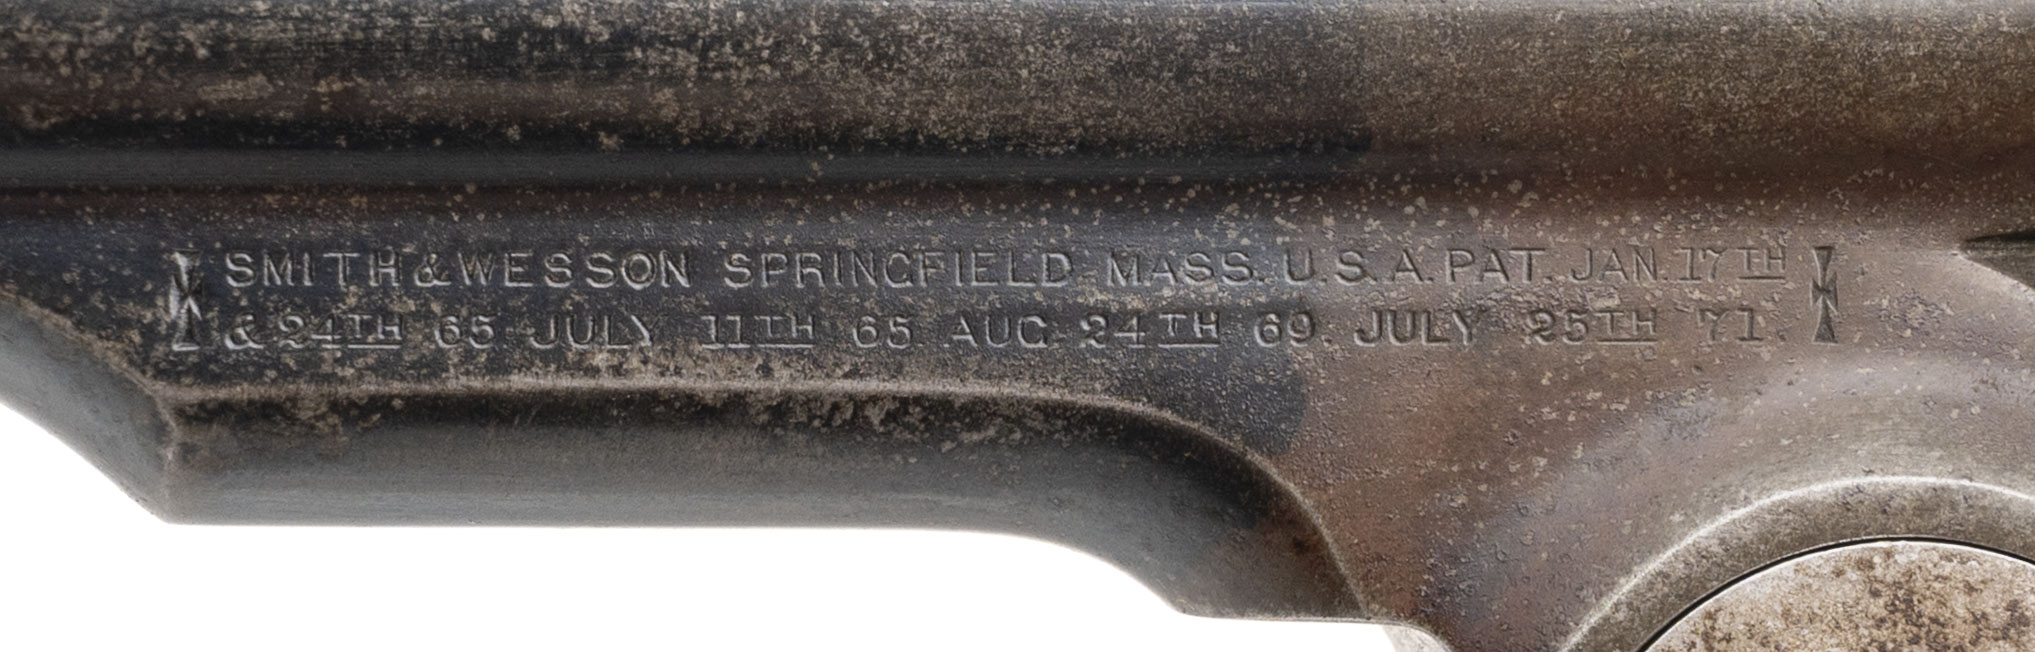 SMITH & WESSON SPRINGFIELD MASS. U.S.A. PAT. JAN. 17TH
& 24TH 65 JULY 11TH 65 AUG 24TH 69. JULY 25TH 71.